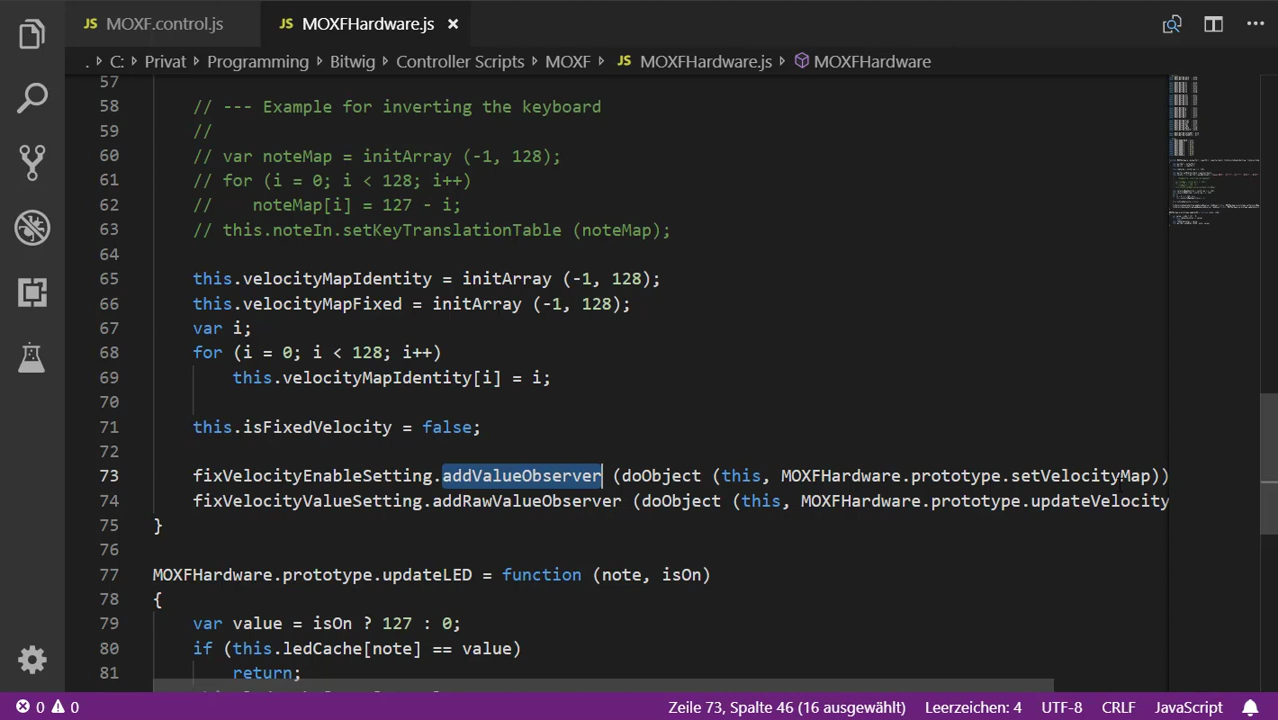 JS MOXF.control.js JS MOXFHardware.js
. C: Privat Programming Bitwig Controller Scripts MOXF JS MOXFHardware.js MOXFHardware
57
58 // --- Example for inverting the keyboard
59 //
60 // var noteMap = initArray (-1, 128);
61 // for (i = 0; i < 128; i++)
62 //    noteMap[i] = 127 - i;
63 // this.noteIn.setKeyTranslationTable (noteMap);
64
65 this.velocityMapIdentity = initArray (-1, 128);
66 this.velocityMapFixed = initArray (-1, 128);
67 var i;
68 for (i = 0; i < 128; i++)
69     this.velocityMapIdentity[i] = i;
70
71 this.isFixedVelocity = false;
72
73 fixVelocityEnableSetting.addValueObserver (doObject (this, MOXFHardware.prototype.setVelocityMap))
74 fixVelocityValueSetting.addRawValueObserver (doObject (this, MOXFHardware.prototype.updateVelocity
75 }
76
77 MOXFHardware.prototype.updateLED = function (note, isOn)
78 {
79     var value = isOn ? 127 : 0;
80     if (this.ledCache[note] == value)
81         return;
0 0 Zeile 73, Spalte 46 (16 ausgewählt) Leerzeichen: 4 UTF-8 CRLF JavaScript